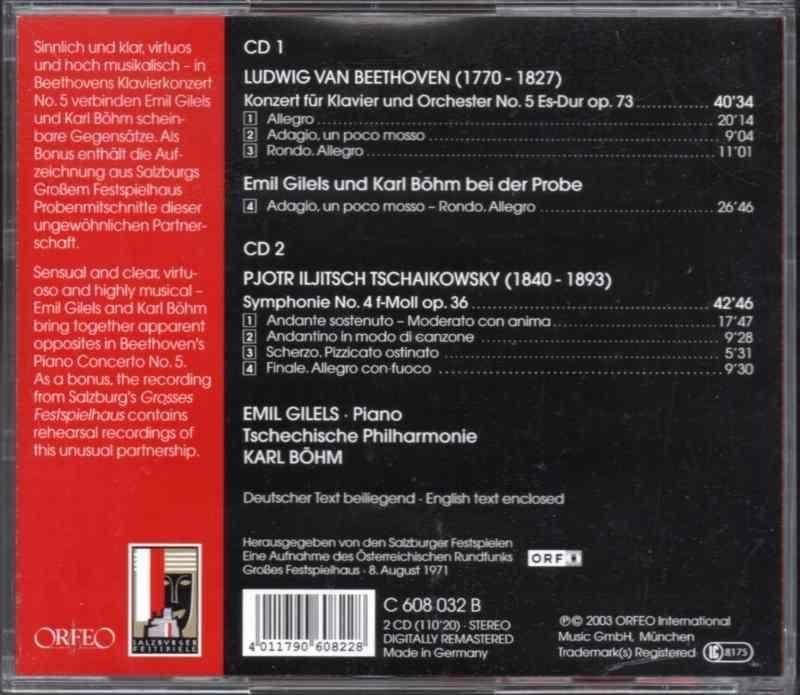 Sinnlich und klar, virtuos
und hoch musikalisch – in
Beethovens Klavierkonzert
No. 5 verbinden Emil Gilels
und Karl Böhm schein-
bare Gegensätze. Als
Bonus enthält die Auf-
zeichnung aus Salzburgs
Großem Festspielhaus
Probenmitschnitte dieser
ungewöhnlichen Partner-
schaft.
Sensual and clear, virtu-
oso and highly musical –
Emil Gilels and Karl Böhm
bring together apparent
opposites in Beethoven's
Piano Concerto No. 5.
As a bonus, the recording
from Salzburg's Grosses
Festspielhaus contains
rehearsal recordings of
this unusual partnership.
ORFEO
SALZBURGER
FESTSPIELE
CD 1
LUDWIG VAN BEETHOVEN (1770 - 1827)
Konzert für Klavier und Orchester No. 5 Es-Dur op. 73 40'34
1 Allegro 20'14
2 Adagio, un poco mosso 9'04
3 Rondo. Allegro 11'01
Emil Gilels und Karl Böhm bei der Probe
4 Adagio, un poco mosso – Rondo. Allegro 26'46
CD 2
PJOTR ILJITSCH TSCHAIKOWSKY (1840 - 1893)
Symphonie No. 4 f-Moll op. 36 42'46
1 Andante sostenuto – Moderato con anima 17'47
2 Andantino in modo di canzone 9'28
3 Scherzo. Pizzicato ostinato 5'31
4 Finale. Allegro con fuoco 9'30
EMIL GILELS · Piano
Tschechische Philharmonie
KARL BÖHM
Deutscher Text beiliegend · English text enclosed
Herausgegeben von den Salzburger Festspielen
Eine Aufnahme des Österreichischen Rundfunks ORF
Großes Festspielhaus · 8. August 1971
4 011790 608228
C 608 032 B
2 CD (110'20) · STEREO
DIGITALLY REMASTERED
Made in Germany
℗© 2003 ORFEO International
Music GmbH, München
Trademark(s) Registered LC 8175